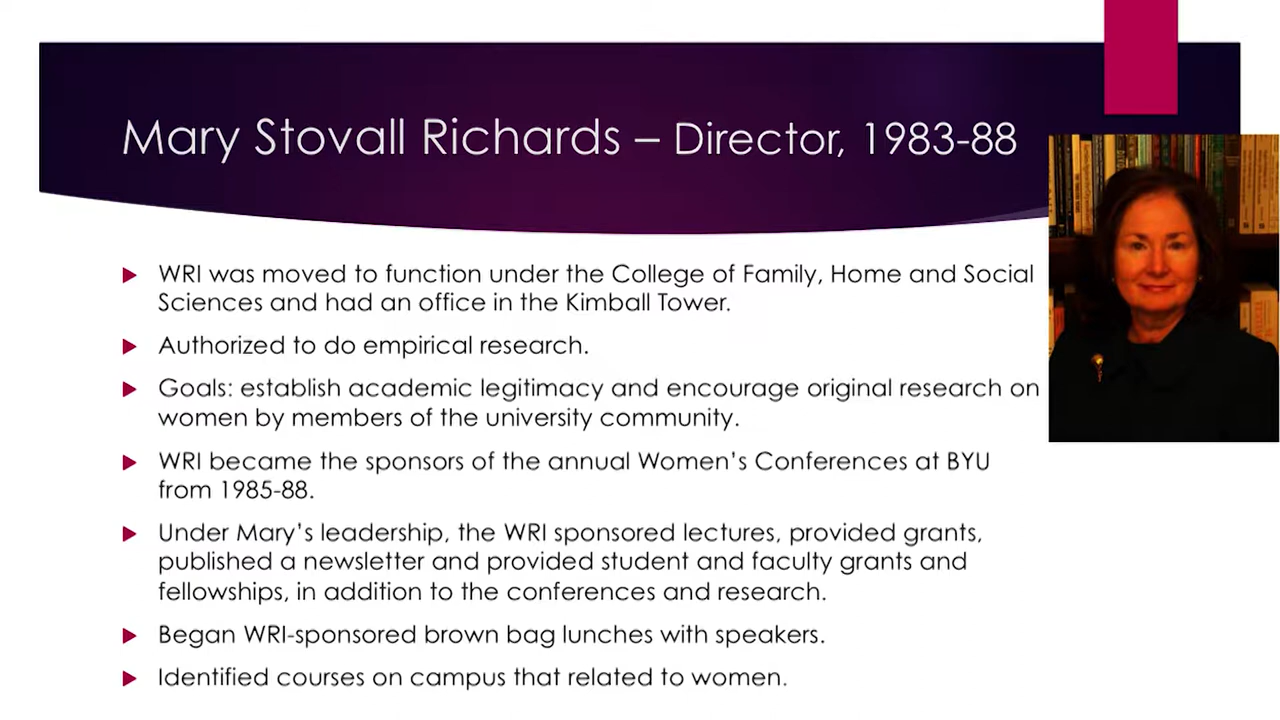 Mary Stovall Richards – Director, 1983-88
WRI was moved to function under the College of Family, Home and Social
Sciences and had an office in the Kimball Tower.
Authorized to do empirical research.
Goals: establish academic legitimacy and encourage original research on
women by members of the university community.
WRI became the sponsors of the annual Women's Conferences at BYU
from 1985-88.
Under Mary's leadership, the WRI sponsored lectures, provided grants,
published a newsletter and provided student and faculty grants and
fellowships, in addition to the conferences and research.
Began WRI-sponsored brown bag lunches with speakers.
Identified courses on campus that related to women.